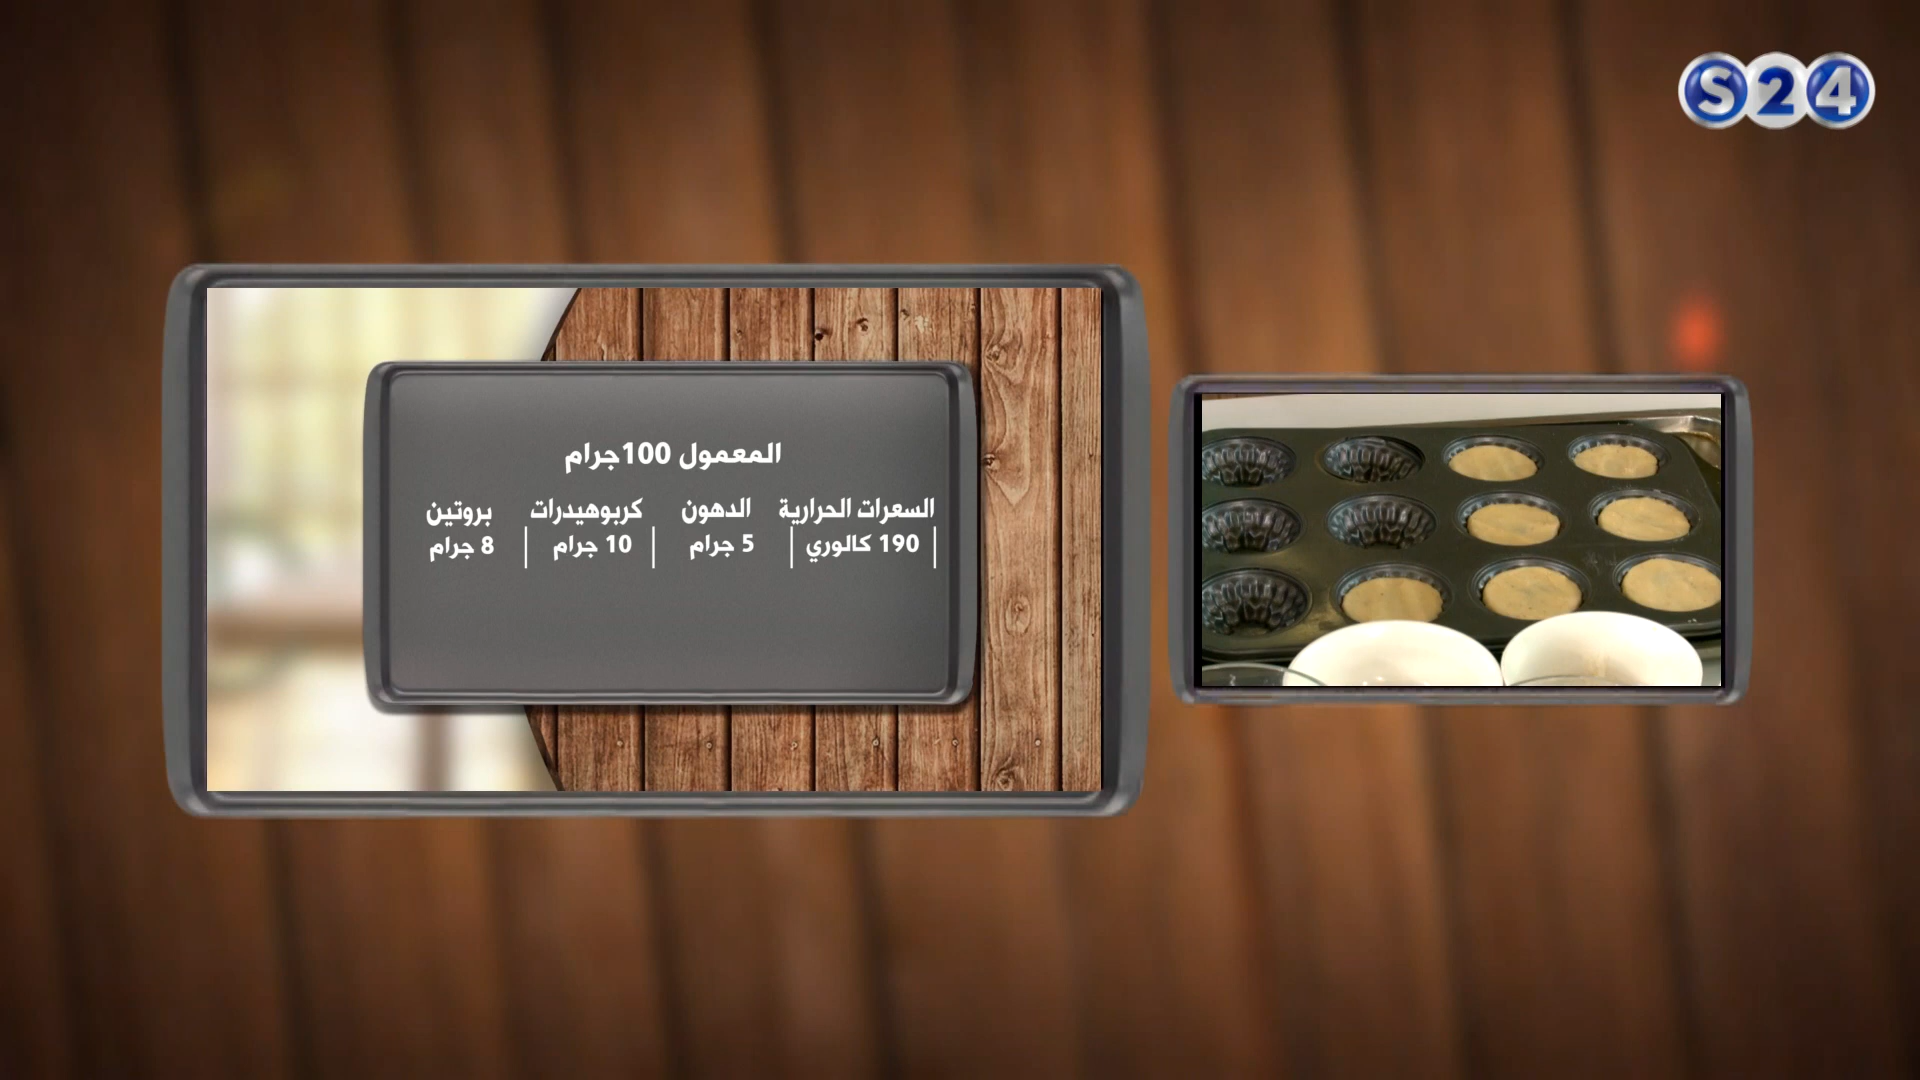 S24
المعمول 100جرام
السعرات الحرارية الدهون كربوهيدرات بروتين
190 كالوري 5 جرام 10 جرام 8 جرام